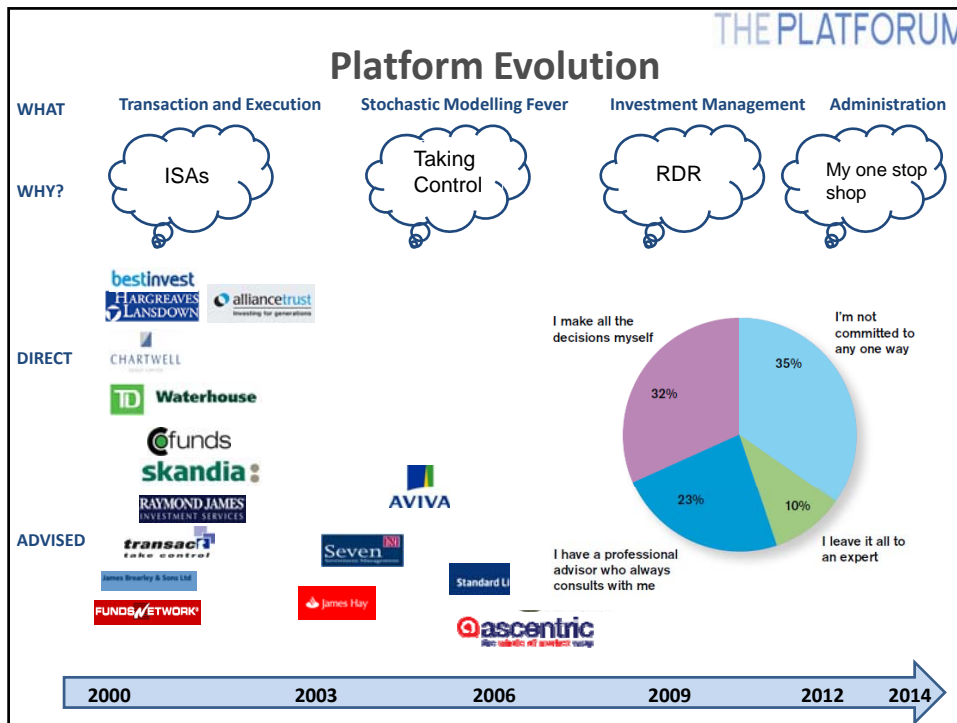 THE PLATFORUM
Platform Evolution
WHAT
Transaction and Execution
Stochastic Modelling Fever
Investment Management
Administration
WHY?
ISAs
Taking
Control
RDR
My one stop
shop
bestinvest
HARGREAVES
LANSDOWN
alliancetrust
investing for generations
DIRECT
CHARTWELL
TD Waterhouse
cofunds
skandia:
RAYMOND JAMES
INVESTMENT SERVICES
AVIVA
ADVISED
transact
take control
Seven
Investment Management
James Brearley & Sons Ltd
Standard Li
FUNDSNETWORK
James Hay
ascentric
I make all the
decisions myself
I'm not
committed to
any one way
32%
35%
23%
10%
I have a professional
advisor who always
consults with me
I leave it all to
an expert
2000
2003
2006
2009
2012
2014